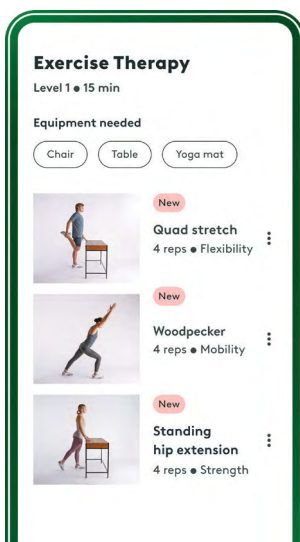 Exercise Therapy
Level 1 ● 15 min
Equipment needed
Chair Table Yoga mat
New
Quad stretch
4 reps ● Flexibility
New
Woodpecker
4 reps ● Mobility
New
Standing
hip extension
4 reps ● Strength